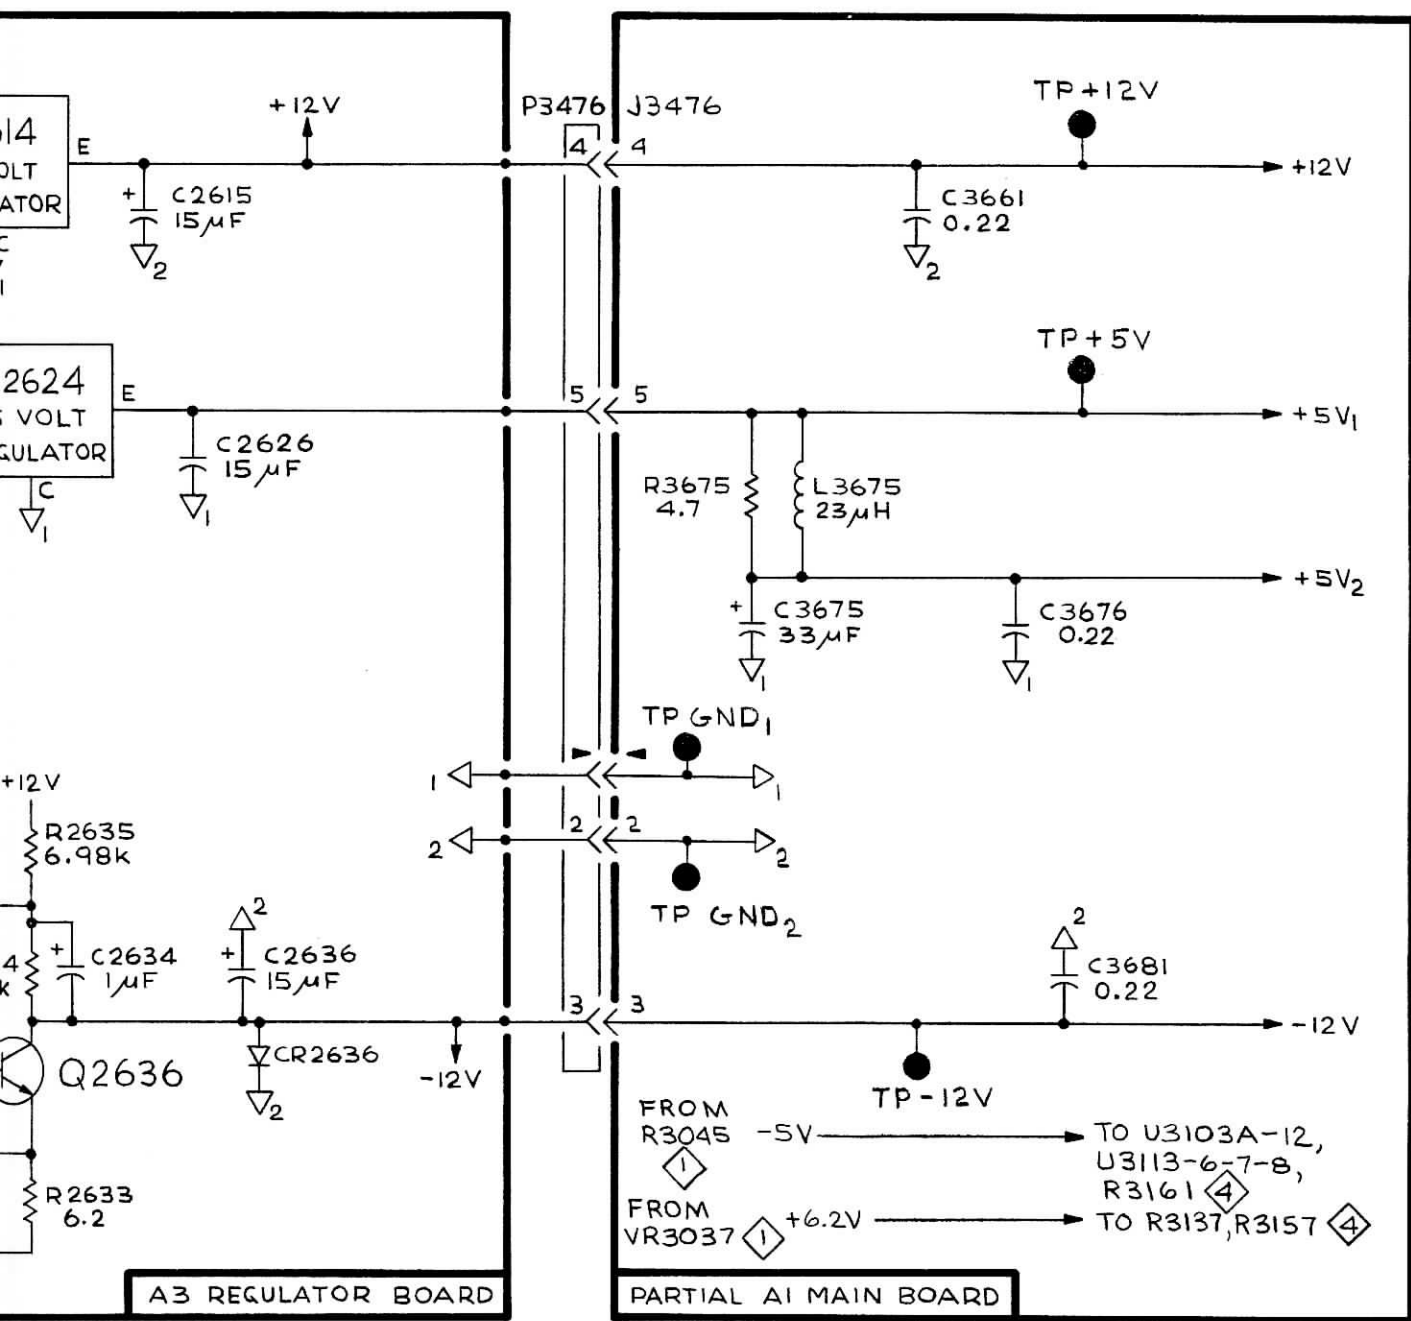 +12V
P3476 J3476
TP+12V
E
4 4
+12V
VOLT
+ C2615
15µF
2
C3661
0.22
2
1
TP+5V
2624
E
5 5
+5V1
VOLT
C2626
15µF
1
C
1
R3675
4.7
L3675
23µH
+5V2
+ C3675
33µF
1
C3676
0.22
1
TP GND1
1
1
2
2 2
2
TP GND2
+12V
R2635
6.98K
+ C2634
1µF
2
+ C2636
15µF
2
C3681
0.22
3 3
-12V
Q2636
CR2636
2
-12V
TP-12V
R2633
6.2
FROM
R3045 -5V
1
TO U3103A-12,
U3113-6-7-8,
R3161 4
FROM
VR3037 1 +6.2V
TO R3137,R3157 4
A3 REGULATOR BOARD
PARTIAL A1 MAIN BOARD